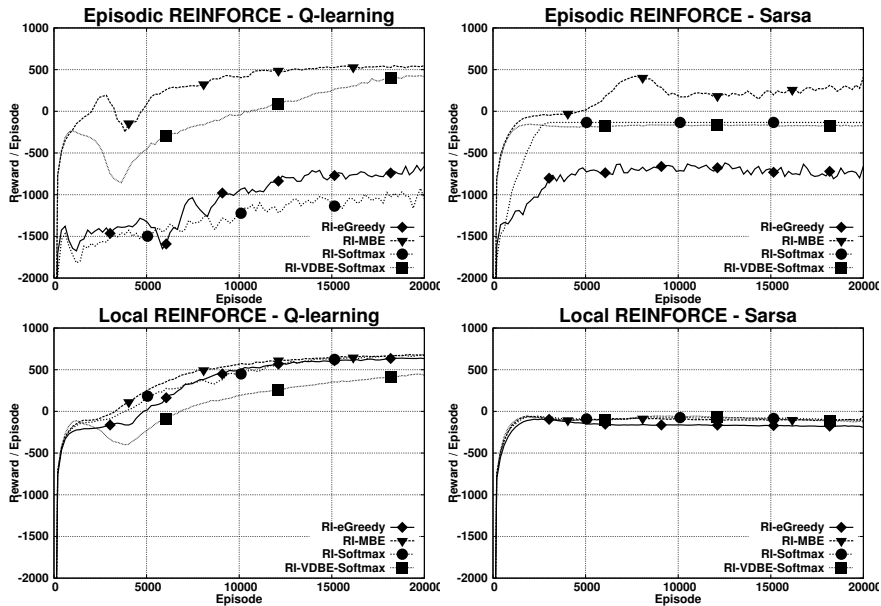 Episodic REINFORCE - Q-learning
Reward / Episode
1000
500
0
-500
-1000
-1500
-2000
0 5000 10000 15000 20000
Episode
RI-eGreedy
RI-MBE
RI-Softmax
RI-VDBE-Softmax
Episodic REINFORCE - Sarsa
Reward / Episode
1000
500
0
-500
-1000
-1500
-2000
0 5000 10000 15000 20000
Episode
RI-eGreedy
RI-MBE
RI-Softmax
RI-VDBE-Softmax
Local REINFORCE - Q-learning
Reward / Episode
1000
500
0
-500
1000
-1500
-2000
0 5000 10000 15000 20000
Episode
RI-eGreedy
RI-MBE
RI-Softmax
RI-VDBE-Softmax
Local REINFORCE - Sarsa
Reward / Episode
1000
500
0
-500
1000
-1500
-2000
0 5000 10000 15000 20000
Episode
RI-eGreedy
RI-MBE
RI-Softmax
RI-VDBE-Softmax